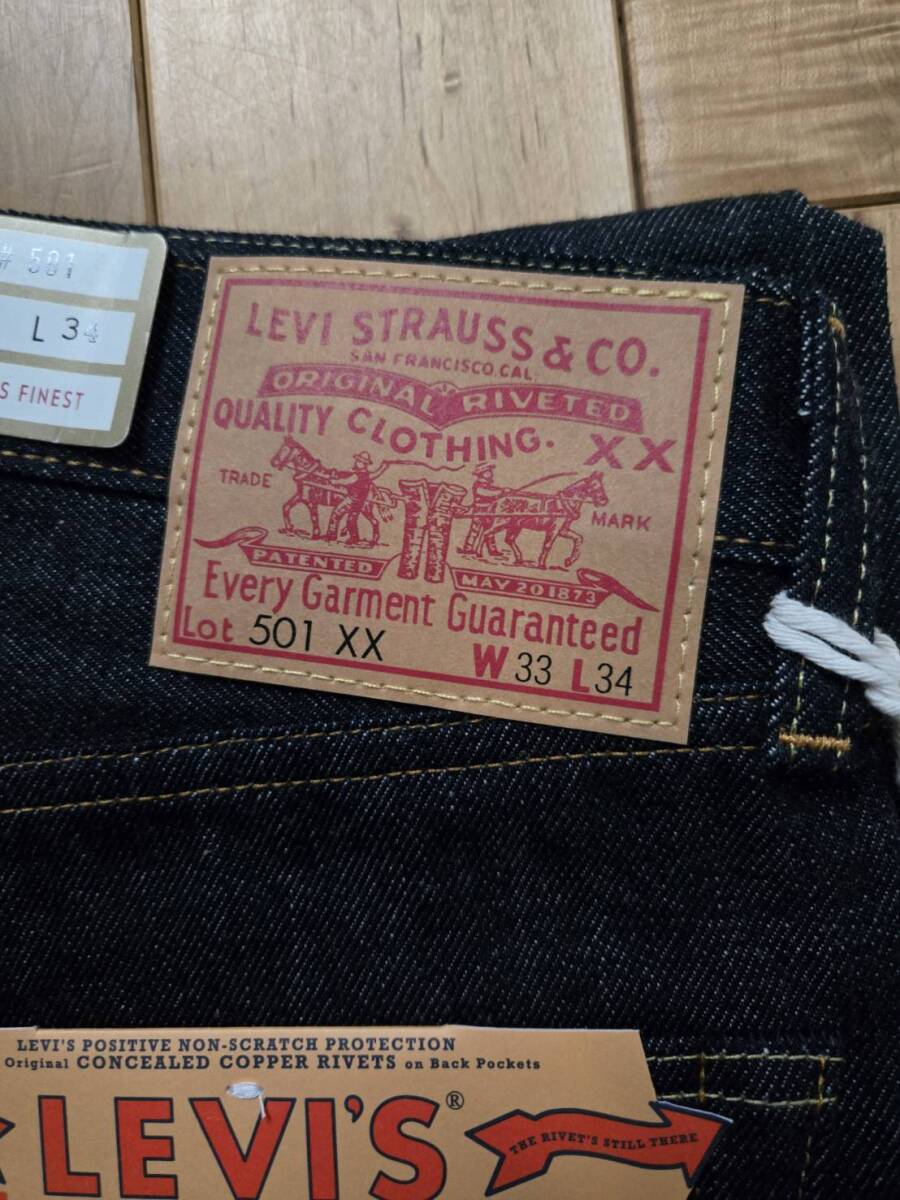 # 501
L 34
S FINEST
LEVI STRAUSS & CO.
SAN FRANCISCO, CAL.
ORIGINAL RIVETED
QUALITY CLOTHING. XX
TRADE MARK
PATENTED MAY 20 1873
Every Garment Guaranteed
Lot 501 XX
W 33 L34
LEVI'S POSITIVE NON-SCRATCH PROTECTION
Original CONCEALED COPPER RIVETS on Back Pockets
LEVI'S®
THE RIVET'S STILL THERE